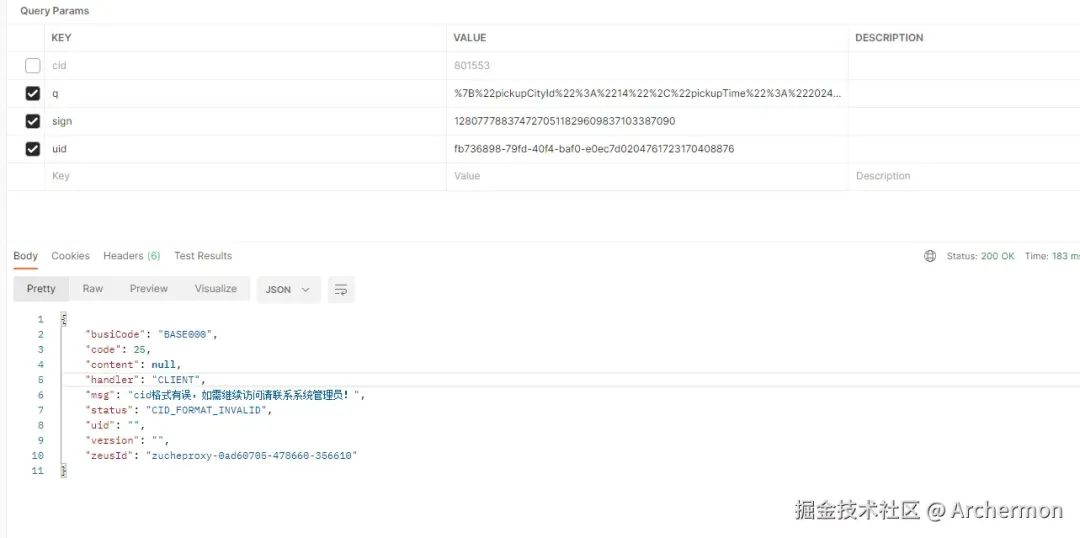 Query Params
KEY VALUE DESCRIPTION
cid 801553
q %7B%22pickupCityId%22%3A%2214%22%2C%22pickupTime%22%3A%222024...
sign 128077788374727051182960983710338​7090
uid fb736898-79fd-40f4-baf0-e0ec7d0204761723170408876
Key Value Description
Body Cookies Headers (6) Test Results Status: 200 OK Time: 183 ms
Pretty Raw Preview Visualize JSON
1 {
2 "busiCode": "BASE000",
3 "code": 25,
4 "content": null,
5 "handler": "CLIENT",
6 "msg": "cid格式有误，如需继续访问请联系系统管理员！",
7 "status": "CID_FORMAT_INVALID",
8 "uid": "",
9 "version": "",
10 "zeusId": "zucheproxy-0ad60705-478660-356610"
11 }
掘金技术社区 @ Archermon